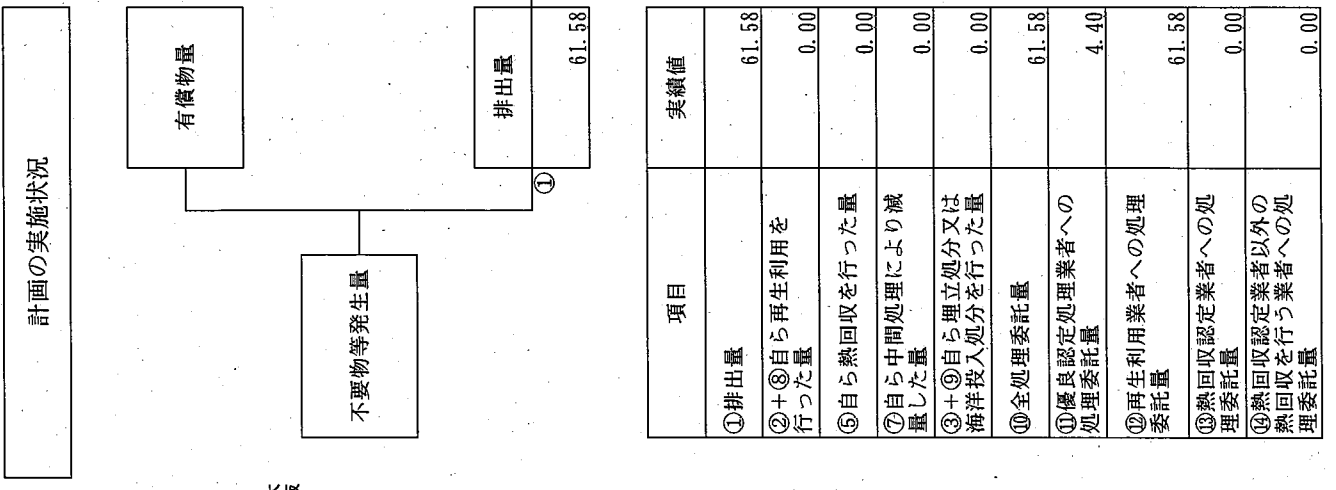 計画の実施状況
不要物等発生量
有償物量
①
排出量
61.58
項目
実績値
①排出量
61.58
②+⑧自ら再生利用を
行った量
0.00
⑤自ら熱回収を行った量
0.00
⑦自ら中間処理により減
量した量
0.00
③+⑨自ら埋立処分又は
海洋投入処分を行った量
0.00
⑩全処理委託量
61.58
⑪優良認定処理業者への
処理委託量
4.40
⑫再生利用業者への処理
委託量
61.58
⑬熱回収認定業者への処
理委託量
0.00
⑭熱回収認定業者以外の
熱回収を行う業者への処
理委託量
0.00